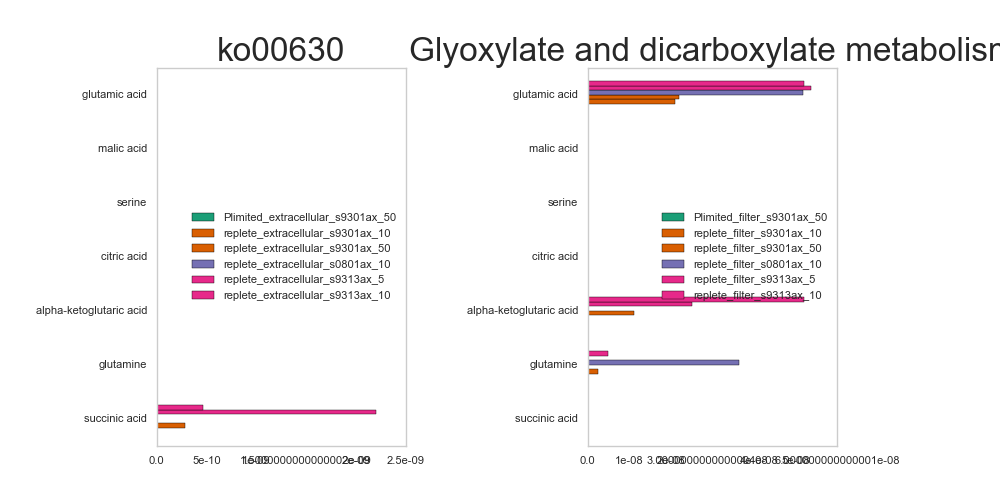 ko00630
Glyoxylate and dicarboxylate metabolism
glutamic acid
malic acid
serine
citric acid
alpha-ketoglutaric acid
glutamine
succinic acid
Plimited_extracellular_s9301ax_50
replete_extracellular_s9301ax_10
replete_extracellular_s9301ax_50
replete_extracellular_s0801ax_10
replete_extracellular_s9313ax_5
replete_extracellular_s9313ax_10
0.0
5e-10
2e-09
2.5e-09
glutamic acid
malic acid
serine
citric acid
alpha-ketoglutaric acid
glutamine
succinic acid
Plimited_filter_s9301ax_50
replete_filter_s9301ax_10
replete_filter_s9301ax_50
replete_filter_s0801ax_10
replete_filter_s9313ax_5
replete_filter_s9313ax_10
0.0
1e-08